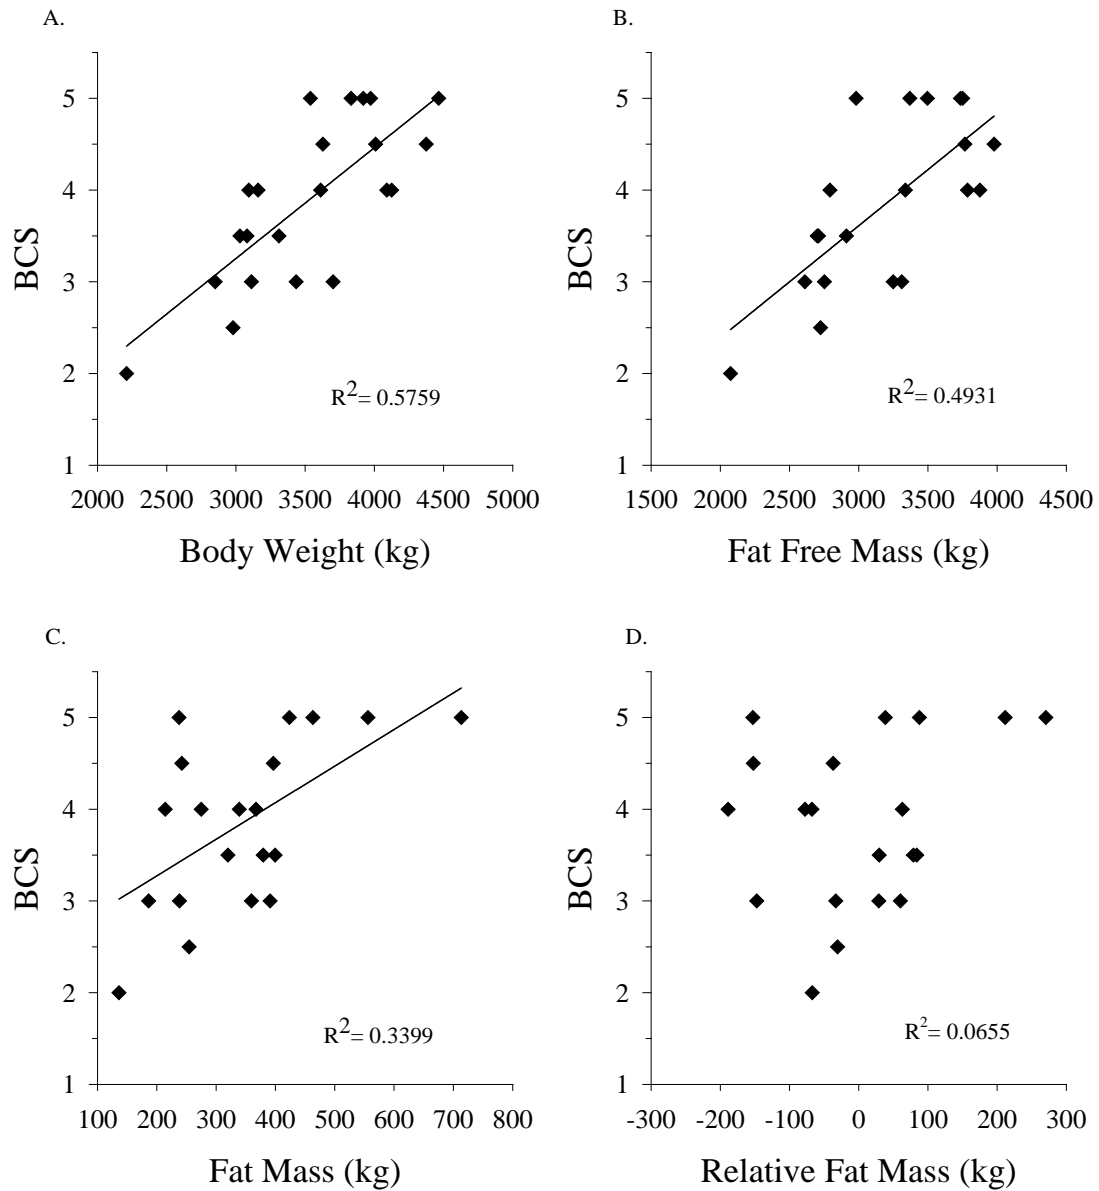 A.
5
4
3
2
1
BCS
R2= 0.5759
2000 2500 3000 3500 4000 4500 5000
Body Weight (kg)
B.
5
4
3
2
1
BCS
R2= 0.4931
1500 2000 2500 3000 3500 4000 4500
Fat Free Mass (kg)
C.
5
4
3
2
1
BCS
R2= 0.3399
100 200 300 400 500 600 700 800
Fat Mass (kg)
D.
5
4
3
2
1
BCS
R2= 0.0655
-300 -200 -100 0 100 200 300
Relative Fat Mass (kg)